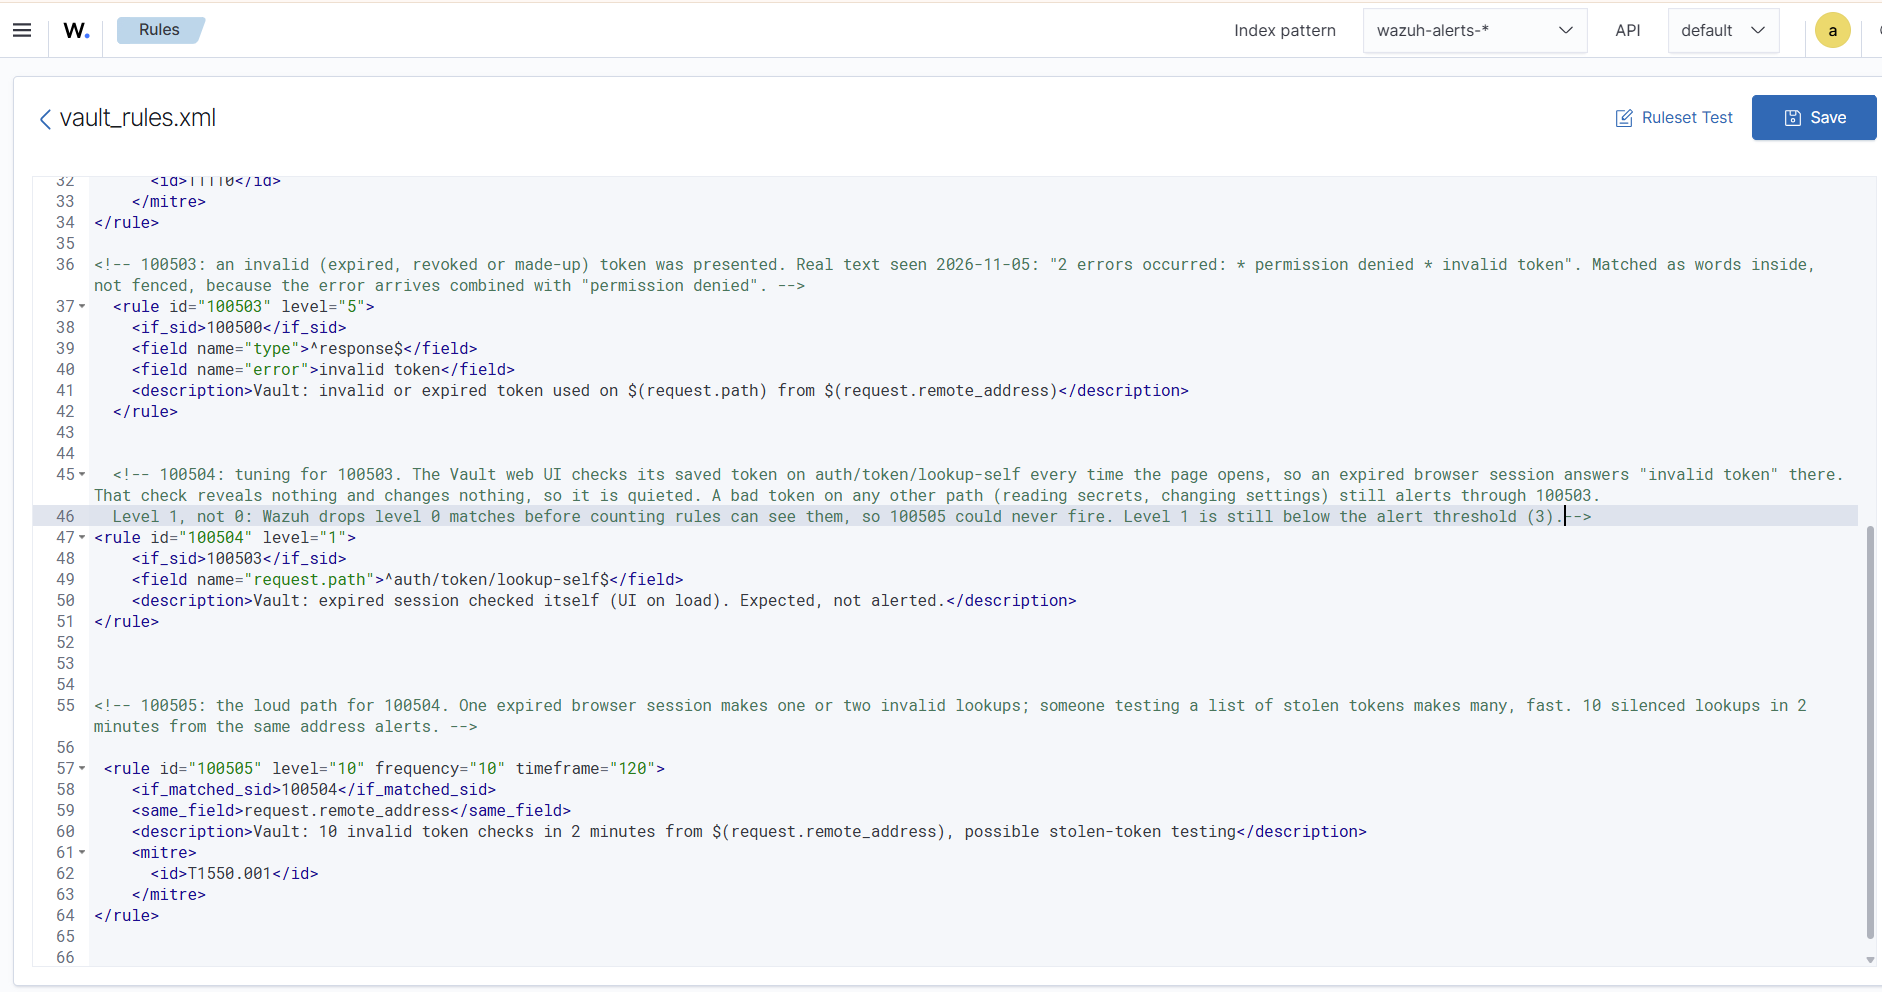 W.
Rules
Index pattern
wazuh-alerts-*
API
default
a
vault_rules.xml
Ruleset Test
Save
32 <id>T1110</id>
33 </mitre>
34 </rule>
35
36 <!-- 100503: an invalid (expired, revoked or made-up) token was presented. Real text seen 2026-11-05: "2 errors occurred: * permission denied * invalid token". Matched as words inside,
not fenced, because the error arrives combined with "permission denied". -->
37 <rule id="100503" level="5">
38 <if_sid>100500</if_sid>
39 <field name="type">^response$</field>
40 <field name="error">invalid token</field>
41 <description>Vault: invalid or expired token used on $(request.path) from $(request.remote_address)</description>
42 </rule>
43
44
45 <!-- 100504: tuning for 100503. The Vault web UI checks its saved token on auth/token/lookup-self every time the page opens, so an expired browser session answers "invalid token" there.
That check reveals nothing and changes nothing, so it is quieted. A bad token on any other path (reading secrets, changing settings) still alerts through 100503.
46 Level 1, not 0: Wazuh drops level 0 matches before counting rules can see them, so 100505 could never fire. Level 1 is still below the alert threshold (3).-->
47 <rule id="100504" level="1">
48 <if_sid>100503</if_sid>
49 <field name="request.path">^auth/token/lookup-self$</field>
50 <description>Vault: expired session checked itself (UI on load). Expected, not alerted.</description>
51 </rule>
52
53
54
55 <!-- 100505: the loud path for 100504. One expired browser session makes one or two invalid lookups; someone testing a list of stolen tokens makes many, fast. 10 silenced lookups in 2
minutes from the same address alerts. -->
56
57 <rule id="100505" level="10" frequency="10" timeframe="120">
58 <if_matched_sid>100504</if_matched_sid>
59 <same_field>request.remote_address</same_field>
60 <description>Vault: 10 invalid token checks in 2 minutes from $(request.remote_address), possible stolen-token testing</description>
61 <mitre>
62 <id>T1550.001</id>
63 </mitre>
64 </rule>
65
66